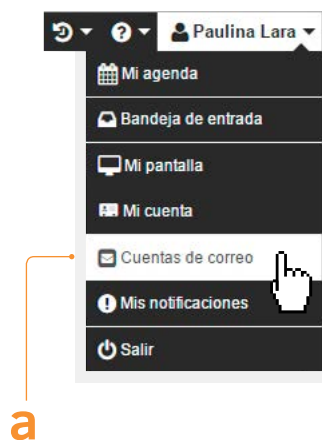 Paulina Lara
Mi agenda
Bandeja de entrada
Mi pantalla
Mi cuenta
Cuentas de correo
Mis notificaciones
Salir
a